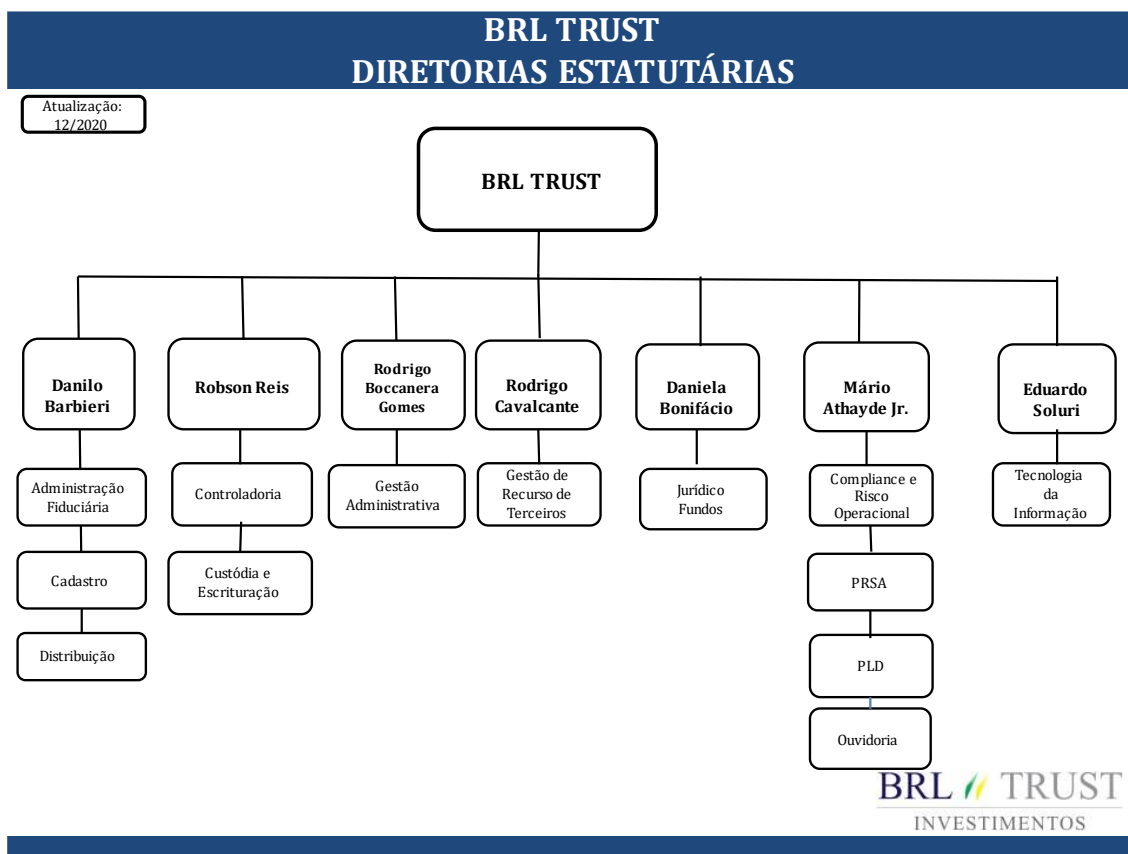 BRL TRUST
DIRETORIAS ESTATUTÁRIAS
Atualização:
12/2020
BRL TRUST
Danilo
Barbieri
Robson Reis
Rodrigo
Boccanera
Gomes
Rodrigo
Cavalcante
Daniela
Bonifácio
Mário
Athayde Jr.
Eduardo
Soluri
Administração
Fiduciária
Controladoria
Gestão
Administrativa
Gestão de
Recurso de
Terceiros
Jurídico
Fundos
Compliance e
Risco
Operacional
Tecnologia
da
Informação
Cadastro
Custódia e
Escrituração
PRSA
Distribuição
PLD
Ouvidoria
BRL TRUST
INVESTIMENTOS